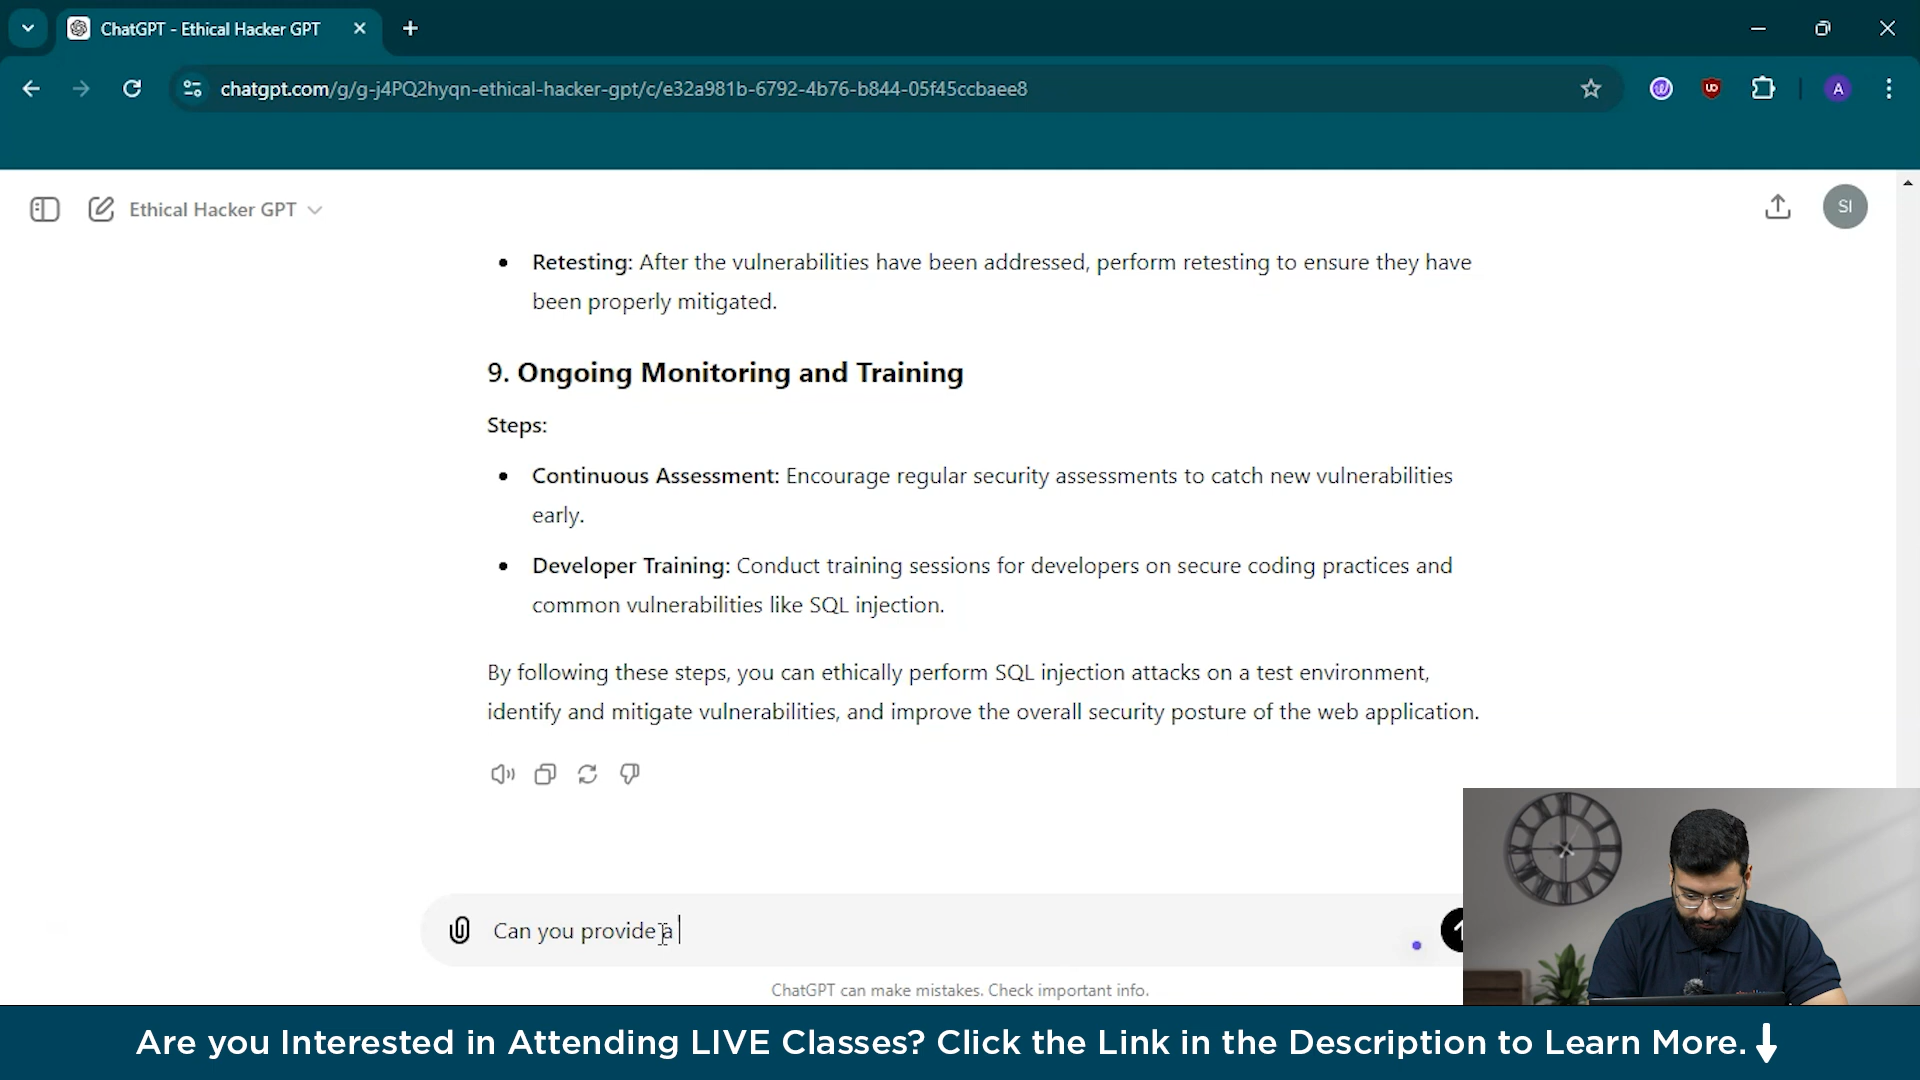 ChatGPT - Ethical Hacker GPT
chatgpt.com/g/g-j4PQ2hyqn-ethical-hacker-gpt/c/e32a981b-6792-4b76-b844-05f45ccbaee8
UD
A
Ethical Hacker GPT
SI
• Retesting: After the vulnerabilities have been addressed, perform retesting to ensure they have
been properly mitigated.
9. Ongoing Monitoring and Training
Steps:
• Continuous Assessment: Encourage regular security assessments to catch new vulnerabilities
early.
• Developer Training: Conduct training sessions for developers on secure coding practices and
common vulnerabilities like SQL injection.
By following these steps, you can ethically perform SQL injection attacks on a test environment,
identify and mitigate vulnerabilities, and improve the overall security posture of the web application.
Can you provide a
ChatGPT can make mistakes. Check important info.
Are you Interested in Attending LIVE Classes? Click the Link in the Description to Learn More.